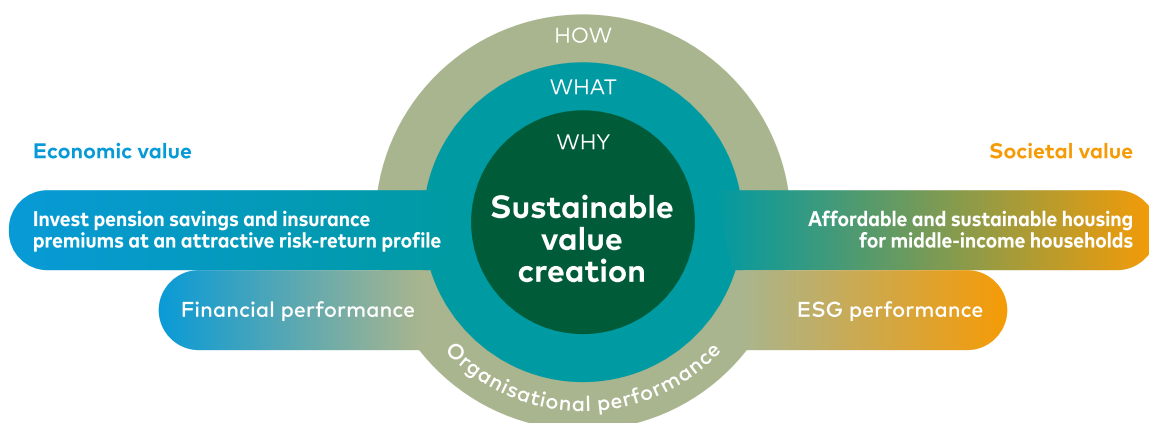 HOW
WHAT
WHY
Economic value
Societal value
Sustainable
value
creation
Invest pension savings and insurance
premiums at an attractive risk-return profile
Affordable and sustainable housing
for middle-income households
Financial performance
ESG performance
Organisational performance